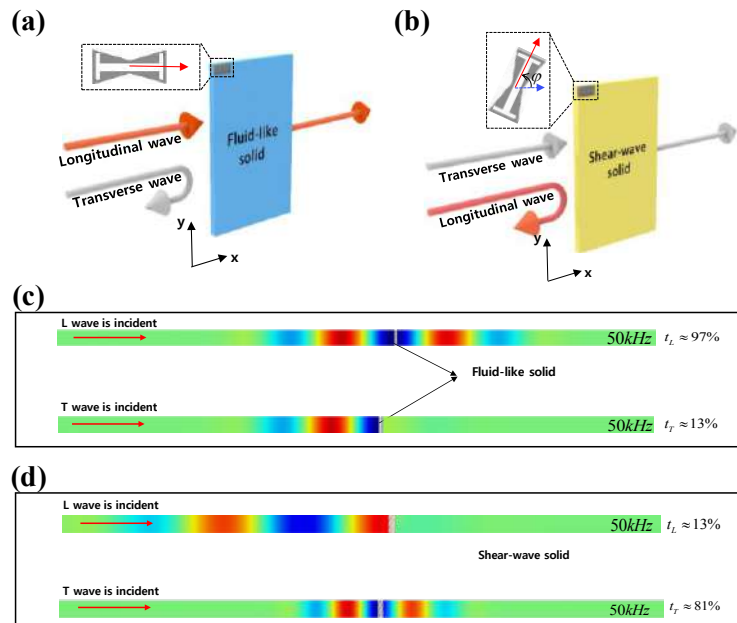 (a)
Longitudinal wave
Transverse wave
Fluid-like
solid
y
x
(b)
φ
Transverse wave
Longitudinal wave
Shear-wave
solid
y
x
(c)
L wave is incident
50kHz
t_L ≈ 97%
Fluid-like solid
T wave is incident
50kHz
t_T ≈ 13%
(d)
L wave is incident
50kHz
t_L ≈ 13%
Shear-wave solid
T wave is incident
50kHz
t_T ≈ 81%